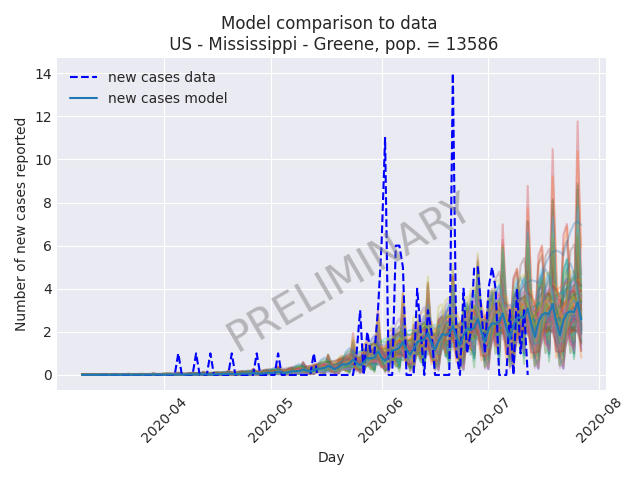 Model comparison to data
US - Mississippi - Greene, pop. = 13586
new cases data
new cases model
PRELIMINARY
Number of new cases reported
14
12
10
8
6
4
2
0
2020-04
2020-05
2020-06
2020-07
2020-08
Day